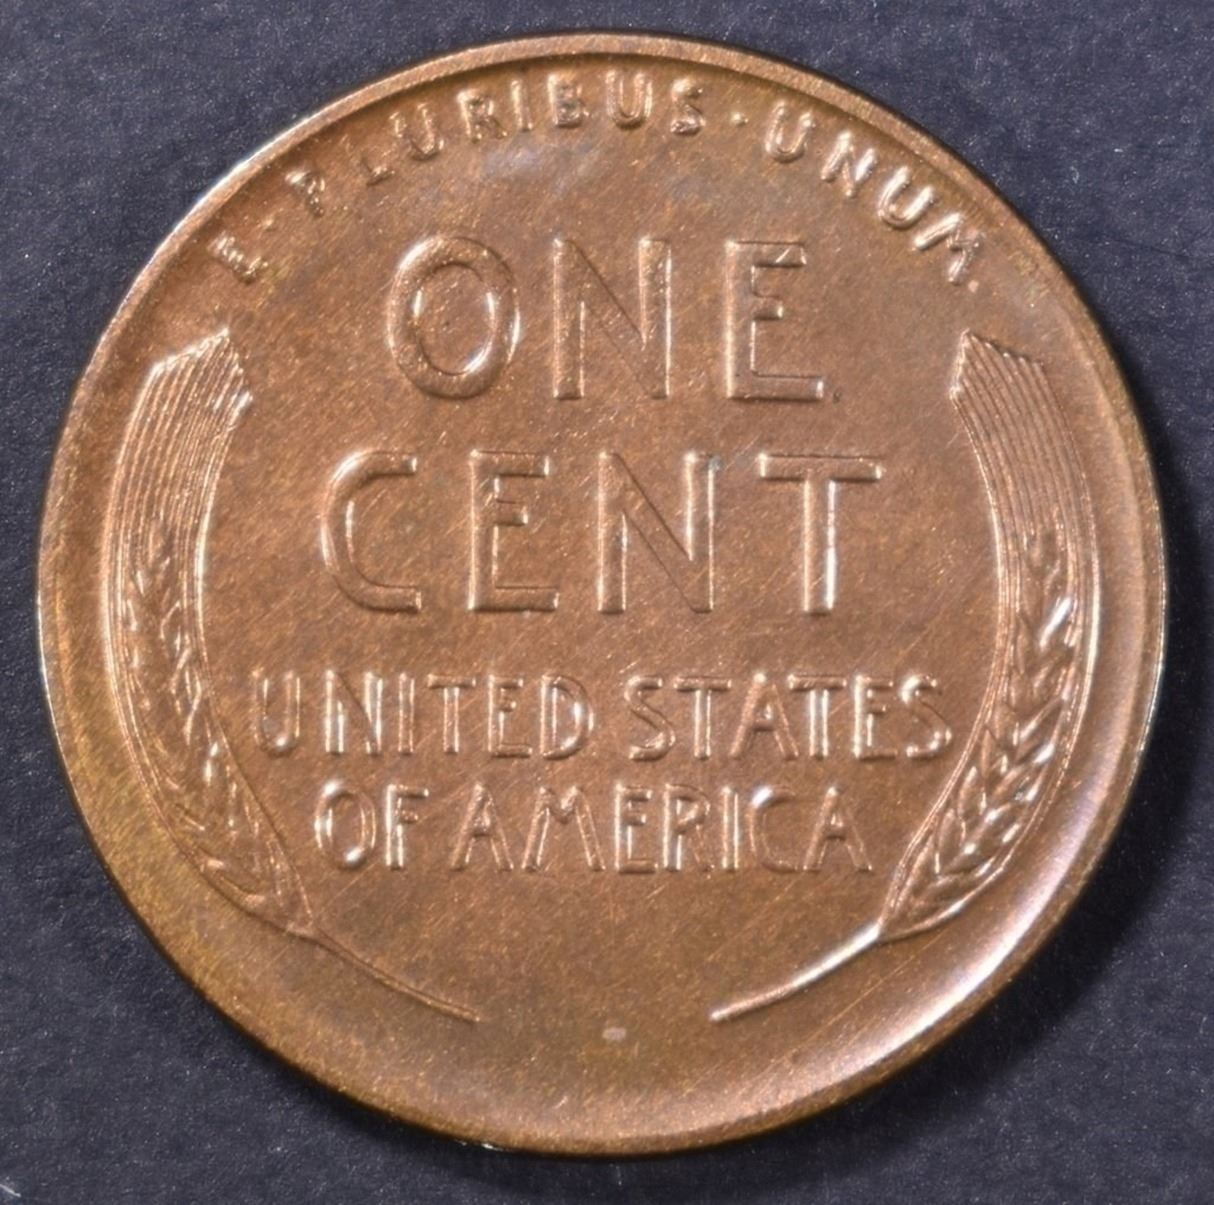 E·PLURIBUS·UNUM.
ONE
CENT
UNITED STATES
OF AMERICA